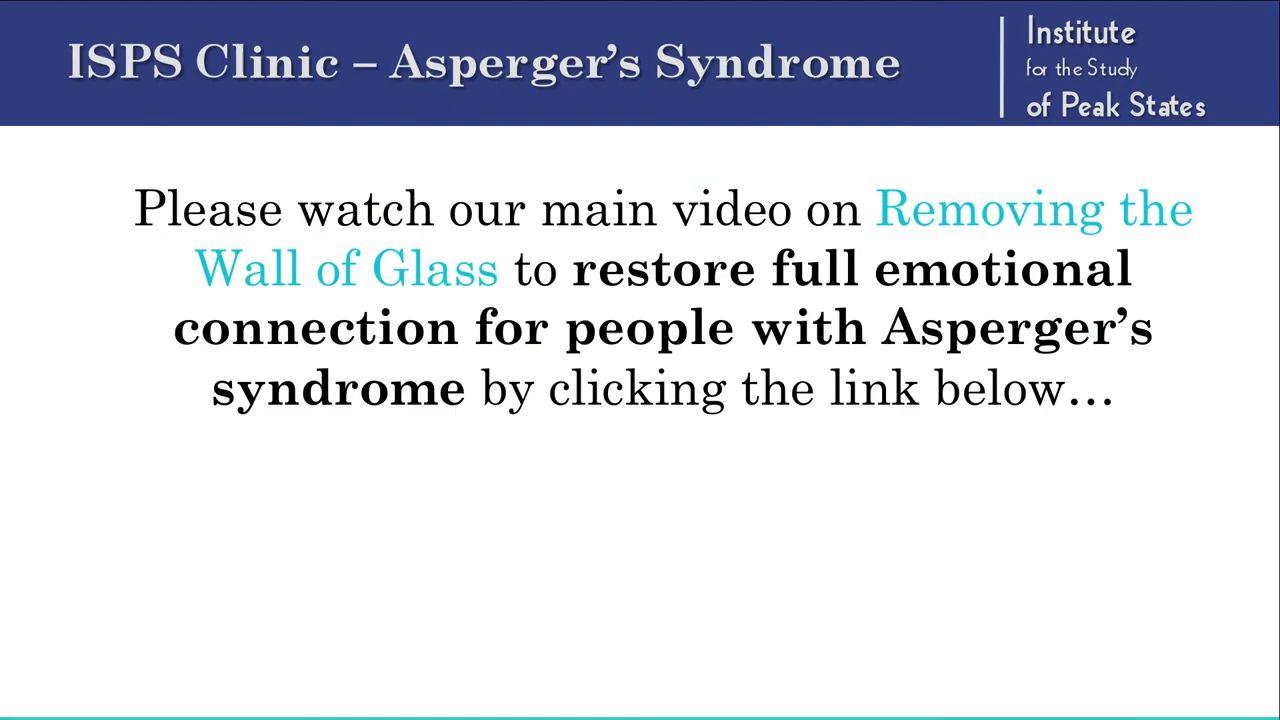 ISPS Clinic – Asperger’s Syndrome
Institute
for the Study
of Peak States
Please watch our main video on Removing the
Wall of Glass to restore full emotional
connection for people with Asperger’s
syndrome by clicking the link below…